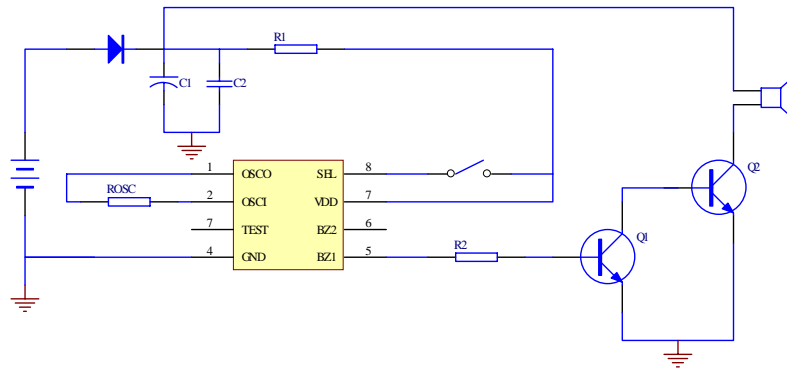 R1
C1
C2
Q2
1 OSCO SEL 8
ROSC
2 OSCI VDD 7
7 TEST BZ2 6
R2
4 GND BZ1 5
Q1